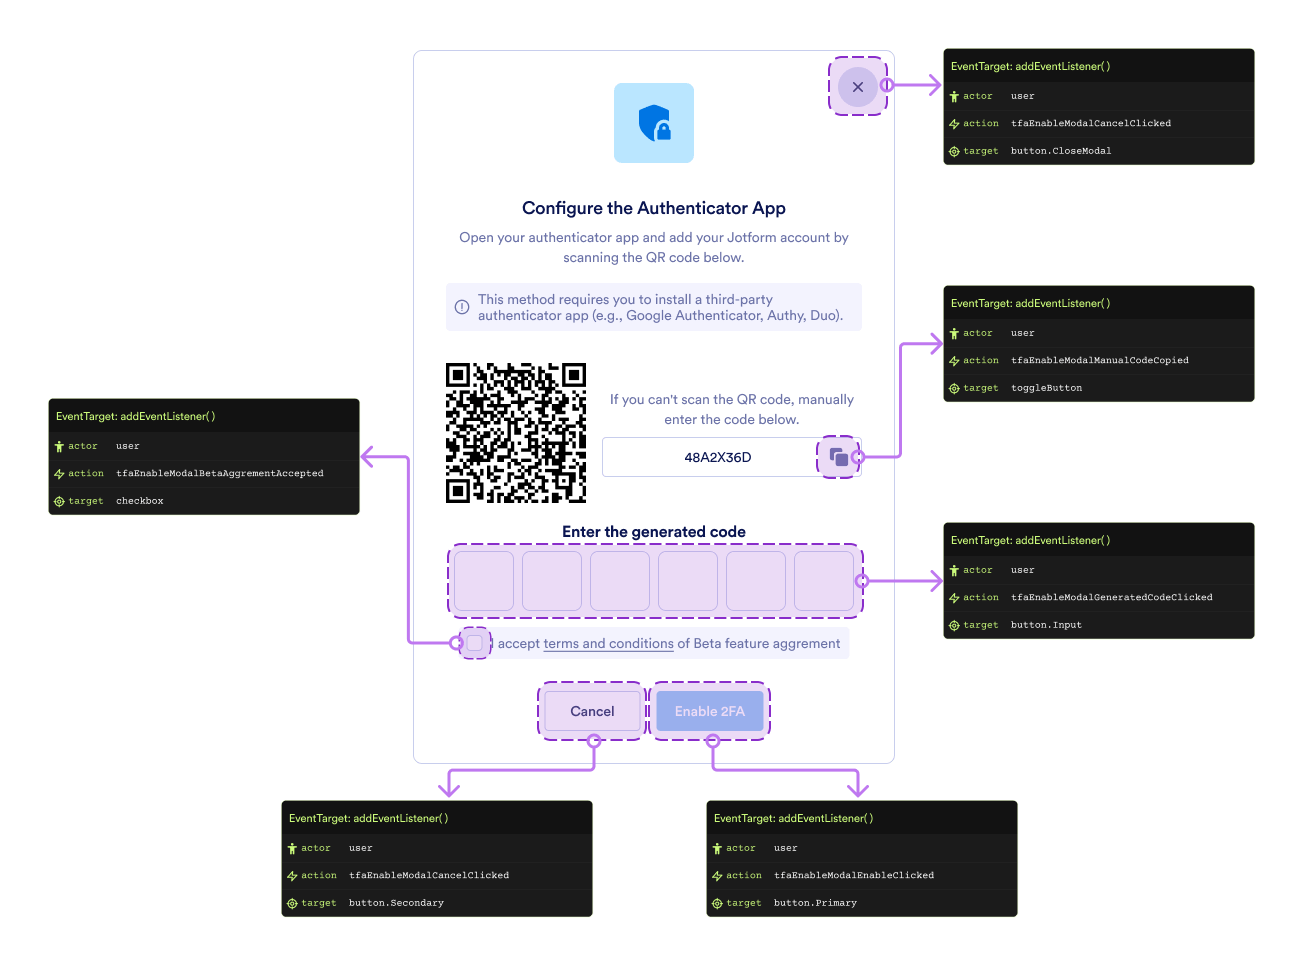 EventTarget: addEventListener()
actor user
action tfaEnableModalCancelClicked
target button.CloseModal
Configure the Authenticator App
Open your authenticator app and add your Jotform account by
scanning the QR code below.
This method requires you to install a third-party
authenticator app (e.g., Google Authenticator, Authy, Duo).
EventTarget: addEventListener()
actor user
action tfaEnableModalManualCodeCopied
target toggleButton
If you can't scan the QR code, manually
enter the code below.
48A2X36D
EventTarget: addEventListener()
actor user
action tfaEnableModalBetaAggrementAccepted
target checkbox
Enter the generated code
EventTarget: addEventListener()
actor user
action tfaEnableModalGeneratedCodeClicked
target button.Input
accept terms and conditions of Beta feature aggrement
Cancel
Enable 2FA
EventTarget: addEventListener()
actor user
action tfaEnableModalCancelClicked
target button.Secondary
EventTarget: addEventListener()
actor user
action tfaEnableModalEnableClicked
target button.Primary